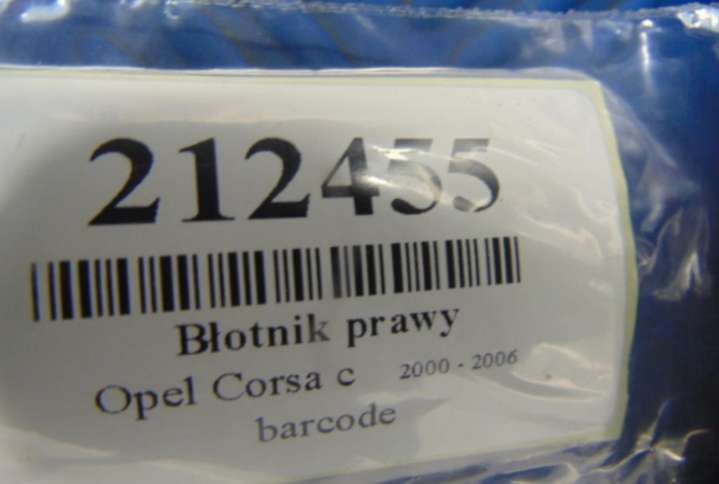 212455
Błotnik prawy
Opel Corsa c 2000 - 2006
barcode